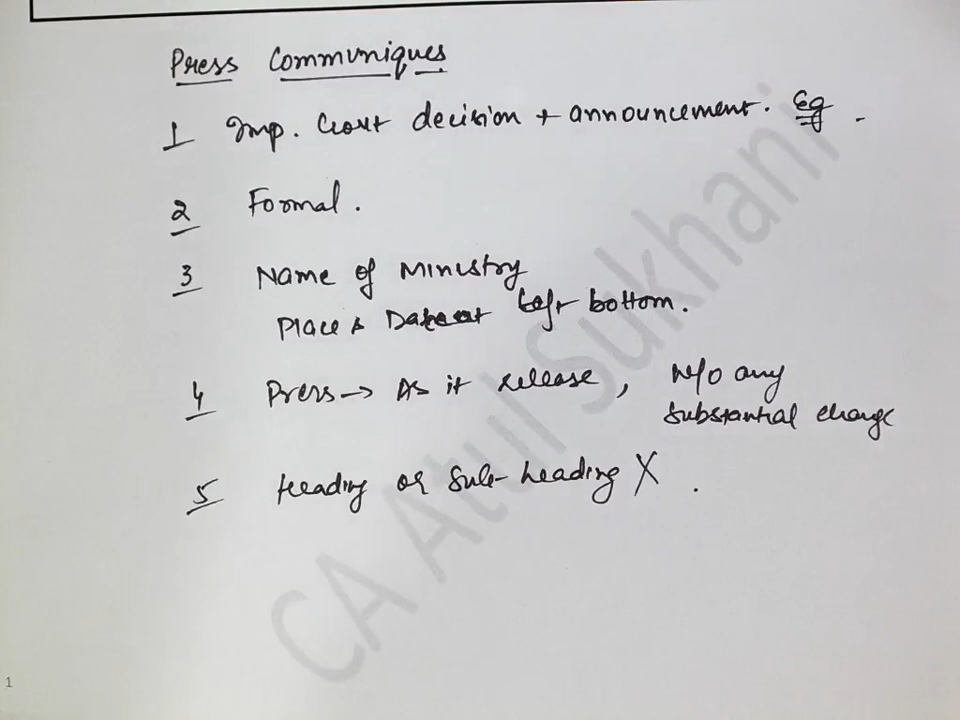 Press Communiques
1 Imp. Govt decision + announcement. Eg
2 Formal.
3 Name of Ministry
Place & Date at left bottom.
4 Press → As it release, w/o any
substantial change
5 Heading or Sub-heading X.
CA Atul Sukhani
1